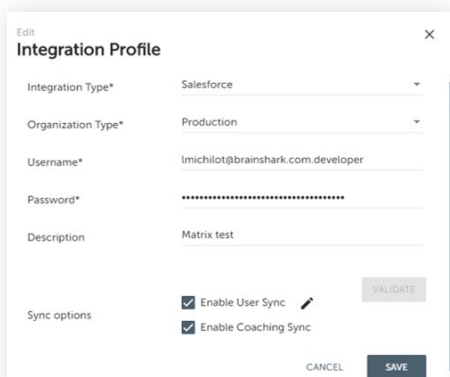 Edit
Integration Profile
Integration Type* Salesforce
Organization Type* Production
Username* lmichilot@brainshark.com.developer
Password* •••••••••••••••••••••••••••••••••••••
Description Matrix test
VALIDATE
Enable User Sync
Sync options
Enable Coaching Sync
CANCEL SAVE